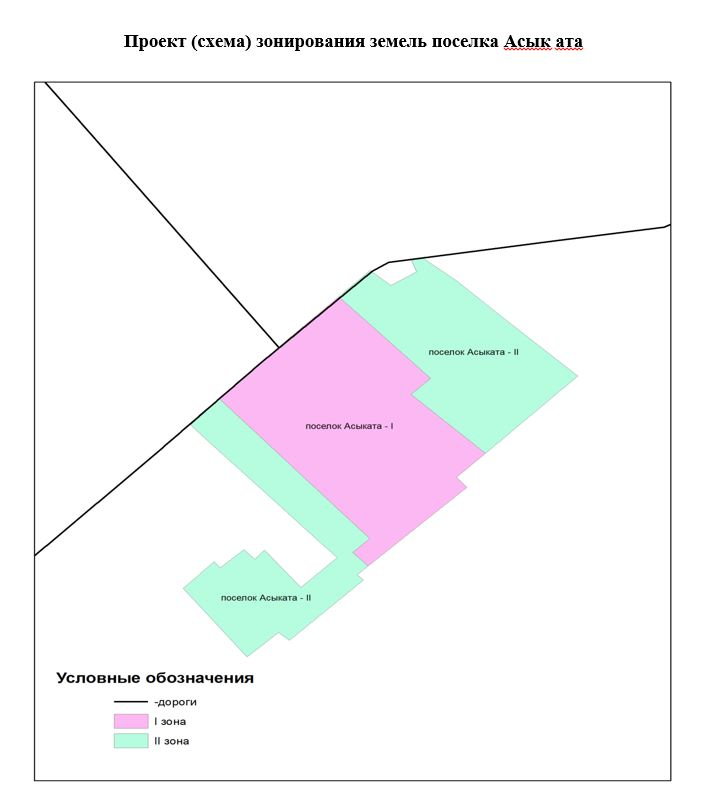 Проект (схема) зонирования земель поселка Асык ата
поселок Асыката - II
поселок Асыката - I
поселок Асыката - II
Условные обозначения
-дороги
I зона
II зона